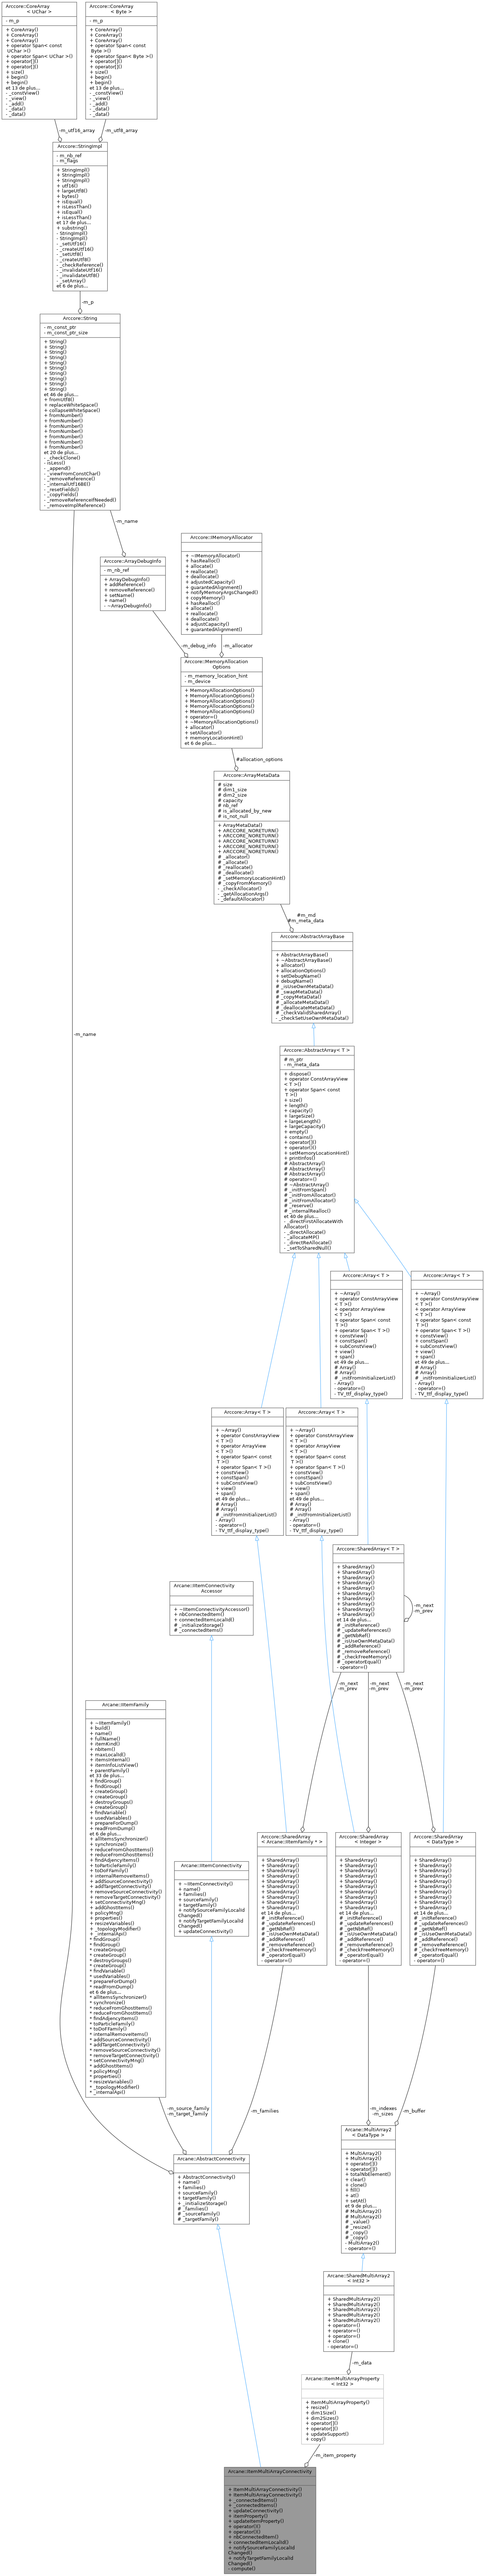 Arccore::CoreArray
< UChar >
- m_p
+ CoreArray()
+ CoreArray()
+ CoreArray()
+ operator Span< const
UChar >()
+ operator Span< UChar >()
+ operator[]()
+ operator[]()
+ size()
+ begin()
+ begin()
et 13 de plus...
- _constView()
- _view()
- _add()
- _data()
- _data()
Arccore::CoreArray
< Byte >
- m_p
+ CoreArray()
+ CoreArray()
+ CoreArray()
+ operator Span< const
Byte >()
+ operator Span< Byte >()
+ operator[]()
+ operator[]()
+ size()
+ begin()
+ begin()
et 13 de plus...
- _constView()
- _view()
- _add()
- _data()
- _data()
-m_utf16_array
-m_utf8_array
Arccore::StringImpl
- m_nb_ref
- m_flags
+ StringImpl()
+ StringImpl()
+ StringImpl()
+ utf16()
+ largeUtf8()
+ bytes()
+ isEqual()
+ isLessThan()
+ isEqual()
+ isLessThan()
et 17 de plus...
+ substring()
- StringImpl()
- StringImpl()
- _setUtf16()
- _createUtf16()
- _setUtf8()
- _createUtf8()
- _checkReference()
- _invalidateUtf16()
- _invalidateUtf8()
- _setArray()
et 6 de plus...
-m_p
Arccore::String
- m_const_ptr
- m_const_ptr_size
+ String()
+ String()
+ String()
+ String()
+ String()
+ String()
+ String()
+ String()
+ String()
+ String()
et 46 de plus...
+ fromUtf8()
+ replaceWhiteSpace()
+ collapseWhiteSpace()
+ fromNumber()
+ fromNumber()
+ fromNumber()
+ fromNumber()
+ fromNumber()
+ fromNumber()
+ fromNumber()
et 20 de plus...
- _checkClone()
- isLess()
- _append()
- _viewFromConstChar()
- _removeReference()
- _internalUtf16BE()
- _resetFields()
- _copyFields()
- _removeReferenceIfNeeded()
- _removeImplReference()
-m_name
Arccore::ArrayDebugInfo
- m_nb_ref
+ ArrayDebugInfo()
+ addReference()
+ removeReference()
+ setName()
+ name()
- ~ArrayDebugInfo()
Arccore::IMemoryAllocator
+ ~IMemoryAllocator()
+ hasRealloc()
+ allocate()
+ reallocate()
+ deallocate()
+ adjustedCapacity()
+ guarantedAlignment()
+ notifyMemoryArgsChanged()
+ copyMemory()
+ hasRealloc()
+ allocate()
+ reallocate()
+ deallocate()
+ adjustCapacity()
+ guarantedAlignment()
-m_debug_info
-m_allocator
Arccore::MemoryAllocation
Options
- m_memory_location_hint
- m_device
+ MemoryAllocationOptions()
+ MemoryAllocationOptions()
+ MemoryAllocationOptions()
+ MemoryAllocationOptions()
+ MemoryAllocationOptions()
+ operator=()
+ ~MemoryAllocationOptions()
+ allocator()
+ setAllocator()
+ memoryLocationHint()
et 6 de plus...
#allocation_options
Arccore::ArrayMetaData
# size
# dim1_size
# dim2_size
# capacity
# nb_ref
# is_allocated_by_new
# is_not_null
+ ArrayMetaData()
+ ARCCORE_NORETURN()
+ ARCCORE_NORETURN()
+ ARCCORE_NORETURN()
+ ARCCORE_NORETURN()
+ ARCCORE_NORETURN()
# _allocator()
# _allocate()
# _reallocate()
# _deallocate()
# _setMemoryLocationHint()
# _copyFromMemory()
- _checkAllocator()
- _getAllocationArgs()
- _defaultAllocator()
#m_md
#m_meta_data
Arccore::AbstractArrayBase
+ AbstractArrayBase()
+ ~AbstractArrayBase()
+ allocator()
+ allocationOptions()
+ setDebugName()
+ debugName()
# _isUseOwnMetaData()
# _swapMetaData()
# _copyMetaData()
# _allocateMetaData()
# _deallocateMetaData()
# _checkValidSharedArray()
- _checkSetUseOwnMetaData()
-m_name
Arccore::AbstractArray< T >
# m_ptr
- m_meta_data
+ dispose()
+ operator ConstArrayView
< T >()
+ operator Span< const
T >()
+ size()
+ length()
+ capacity()
+ largeSize()
+ largeLength()
+ largeCapacity()
+ empty()
+ contains()
+ operator[]()
+ operator()()
+ setMemoryLocationHint()
+ printInfos()
# AbstractArray()
# AbstractArray()
# AbstractArray()
# operator=()
# ~AbstractArray()
# _initFromSpan()
# _initFromAllocator()
# _initFromAllocator()
# _reserve()
# _internalRealloc()
et 40 de plus...
- _directFirstAllocateWith
Allocator()
- _directAllocate()
- _allocateMP()
- _directReAllocate()
- _setToSharedNull()
Arccore::Array< T >
+ ~Array()
+ operator ConstArrayView
< T >()
+ operator ArrayView
< T >()
+ operator Span< const
T >()
+ operator Span< T >()
+ constView()
+ constSpan()
+ subConstView()
+ view()
+ span()
et 49 de plus...
# Array()
# Array()
# _initFromInitializerList()
- Array()
- operator=()
- TV_ttf_display_type()
Arccore::Array< T >
+ ~Array()
+ operator ConstArrayView
< T >()
+ operator ArrayView
< T >()
+ operator Span< const
T >()
+ operator Span< T >()
+ constView()
+ constSpan()
+ subConstView()
+ view()
+ span()
et 49 de plus...
# Array()
# Array()
# _initFromInitializerList()
- Array()
- operator=()
- TV_ttf_display_type()
Arccore::Array< T >
+ ~Array()
+ operator ConstArrayView
< T >()
+ operator ArrayView
< T >()
+ operator Span< const
T >()
+ operator Span< T >()
+ constView()
+ constSpan()
+ subConstView()
+ view()
+ span()
et 49 de plus...
# Array()
# Array()
# _initFromInitializerList()
- Array()
- operator=()
- TV_ttf_display_type()
Arccore::Array< T >
+ ~Array()
+ operator ConstArrayView
< T >()
+ operator ArrayView
< T >()
+ operator Span< const
T >()
+ operator Span< T >()
+ constView()
+ constSpan()
+ subConstView()
+ view()
+ span()
et 49 de plus...
# Array()
# Array()
# _initFromInitializerList()
- Array()
- operator=()
- TV_ttf_display_type()
Arccore::SharedArray< T >
+ SharedArray()
+ SharedArray()
+ SharedArray()
+ SharedArray()
+ SharedArray()
+ SharedArray()
+ SharedArray()
+ SharedArray()
+ SharedArray()
+ SharedArray()
et 14 de plus...
# _initReference()
# _updateReferences()
# _getNbRef()
# _isUseOwnMetaData()
# _addReference()
# _removeReference()
# _checkFreeMemory()
# _operatorEqual()
- operator=()
-m_next
-m_prev
Arcane::IItemConnectivity
Accessor
+ ~IItemConnectivityAccessor()
+ nbConnectedItem()
+ connectedItemLocalId()
# _initializeStorage()
# _connectedItems()
Arcane::IItemFamily
+ ~IItemFamily()
+ build()
+ name()
+ fullName()
+ itemKind()
+ nbItem()
+ maxLocalId()
+ itemsInternal()
+ itemInfoListView()
+ parentFamily()
et 33 de plus...
+ findGroup()
+ findGroup()
+ createGroup()
+ createGroup()
+ destroyGroups()
+ createGroup()
+ findVariable()
+ usedVariables()
+ prepareForDump()
+ readFromDump()
et 6 de plus...
* allItemsSynchronizer()
* synchronize()
* reduceFromGhostItems()
* reduceFromGhostItems()
* findAdjencyItems()
* toParticleFamily()
* toDoFFamily()
* internalRemoveItems()
* addSourceConnectivity()
* addTargetConnectivity()
* removeSourceConnectivity()
* removeTargetConnectivity()
* setConnectivityMng()
* addGhostItems()
* policyMng()
* properties()
* resizeVariables()
* _topologyModifier()
* _internalApi()
* findGroup()
* findGroup()
* createGroup()
* createGroup()
* destroyGroups()
* createGroup()
* findVariable()
* usedVariables()
* prepareForDump()
* readFromDump()
et 6 de plus...
* allItemsSynchronizer()
* synchronize()
* reduceFromGhostItems()
* reduceFromGhostItems()
* findAdjencyItems()
* toParticleFamily()
* toDoFFamily()
* internalRemoveItems()
* addSourceConnectivity()
* addTargetConnectivity()
* removeSourceConnectivity()
* removeTargetConnectivity()
* setConnectivityMng()
* addGhostItems()
* policyMng()
* properties()
* resizeVariables()
* _topologyModifier()
* _internalApi()
Arcane::IItemConnectivity
+ ~IItemConnectivity()
+ name()
+ families()
+ sourceFamily()
+ targetFamily()
+ notifySourceFamilyLocalId
Changed()
+ notifyTargetFamilyLocalId
Changed()
+ updateConnectivity()
-m_next
-m_prev
-m_next
-m_prev
-m_next
-m_prev
Arccore::SharedArray
< Arcane::IItemFamily * >
+ SharedArray()
+ SharedArray()
+ SharedArray()
+ SharedArray()
+ SharedArray()
+ SharedArray()
+ SharedArray()
+ SharedArray()
+ SharedArray()
+ SharedArray()
et 14 de plus...
# _initReference()
# _updateReferences()
# _getNbRef()
# _isUseOwnMetaData()
# _addReference()
# _removeReference()
# _checkFreeMemory()
# _operatorEqual()
- operator=()
Arccore::SharedArray
< Integer >
+ SharedArray()
+ SharedArray()
+ SharedArray()
+ SharedArray()
+ SharedArray()
+ SharedArray()
+ SharedArray()
+ SharedArray()
+ SharedArray()
+ SharedArray()
et 14 de plus...
# _initReference()
# _updateReferences()
# _getNbRef()
# _isUseOwnMetaData()
# _addReference()
# _removeReference()
# _checkFreeMemory()
# _operatorEqual()
- operator=()
Arccore::SharedArray
< DataType >
+ SharedArray()
+ SharedArray()
+ SharedArray()
+ SharedArray()
+ SharedArray()
+ SharedArray()
+ SharedArray()
+ SharedArray()
+ SharedArray()
+ SharedArray()
et 14 de plus...
# _initReference()
# _updateReferences()
# _getNbRef()
# _isUseOwnMetaData()
# _addReference()
# _removeReference()
# _checkFreeMemory()
# _operatorEqual()
- operator=()
-m_source_family
-m_target_family
-m_families
-m_indexes
-m_sizes
-m_buffer
Arcane::AbstractConnectivity
+ AbstractConnectivity()
+ name()
+ families()
+ sourceFamily()
+ targetFamily()
+ _initializeStorage()
# _families()
# _sourceFamily()
# _targetFamily()
Arcane::MultiArray2
< DataType >
+ MultiArray2()
+ MultiArray2()
+ operator[]()
+ operator[]()
+ totalNbElement()
+ clear()
+ clone()
+ fill()
+ at()
+ setAt()
et 9 de plus...
# MultiArray2()
# MultiArray2()
# _value()
# _resize()
# _copy()
# _copy()
- MultiArray2()
- operator=()
Arcane::SharedMultiArray2
< Int32 >
+ SharedMultiArray2()
+ SharedMultiArray2()
+ SharedMultiArray2()
+ SharedMultiArray2()
+ SharedMultiArray2()
+ operator=()
+ operator=()
+ operator=()
+ clone()
- operator=()
-m_data
Arcane::ItemMultiArrayProperty
< Int32 >
+ ItemMultiArrayProperty()
+ resize()
+ dim1Size()
+ dim2Sizes()
+ operator[]()
+ operator[]()
+ updateSupport()
+ copy()
-m_item_property
Arcane::ItemMultiArrayConnectivity
+ ItemMultiArrayConnectivity()
+ ItemMultiArrayConnectivity()
+ _connectedItems()
+ _connectedItems()
+ updateConnectivity()
+ itemProperty()
+ updateItemProperty()
+ operator()()
+ operator()()
+ nbConnectedItem()
+ connectedItemLocalId()
+ notifySourceFamilyLocalId
Changed()
+ notifyTargetFamilyLocalId
Changed()
- compute()